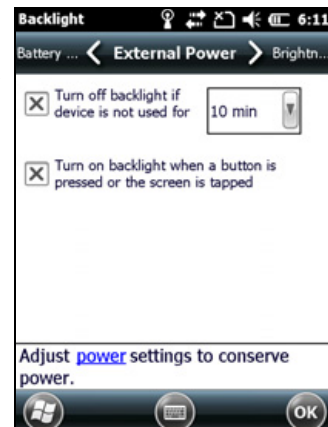 Backlight 6:11
Battery ... External Power Brightn...
Turn off backlight if
device is not used for 10 min
Turn on backlight when a button is
pressed or the screen is tapped
Adjust power settings to conserve
power.
OK